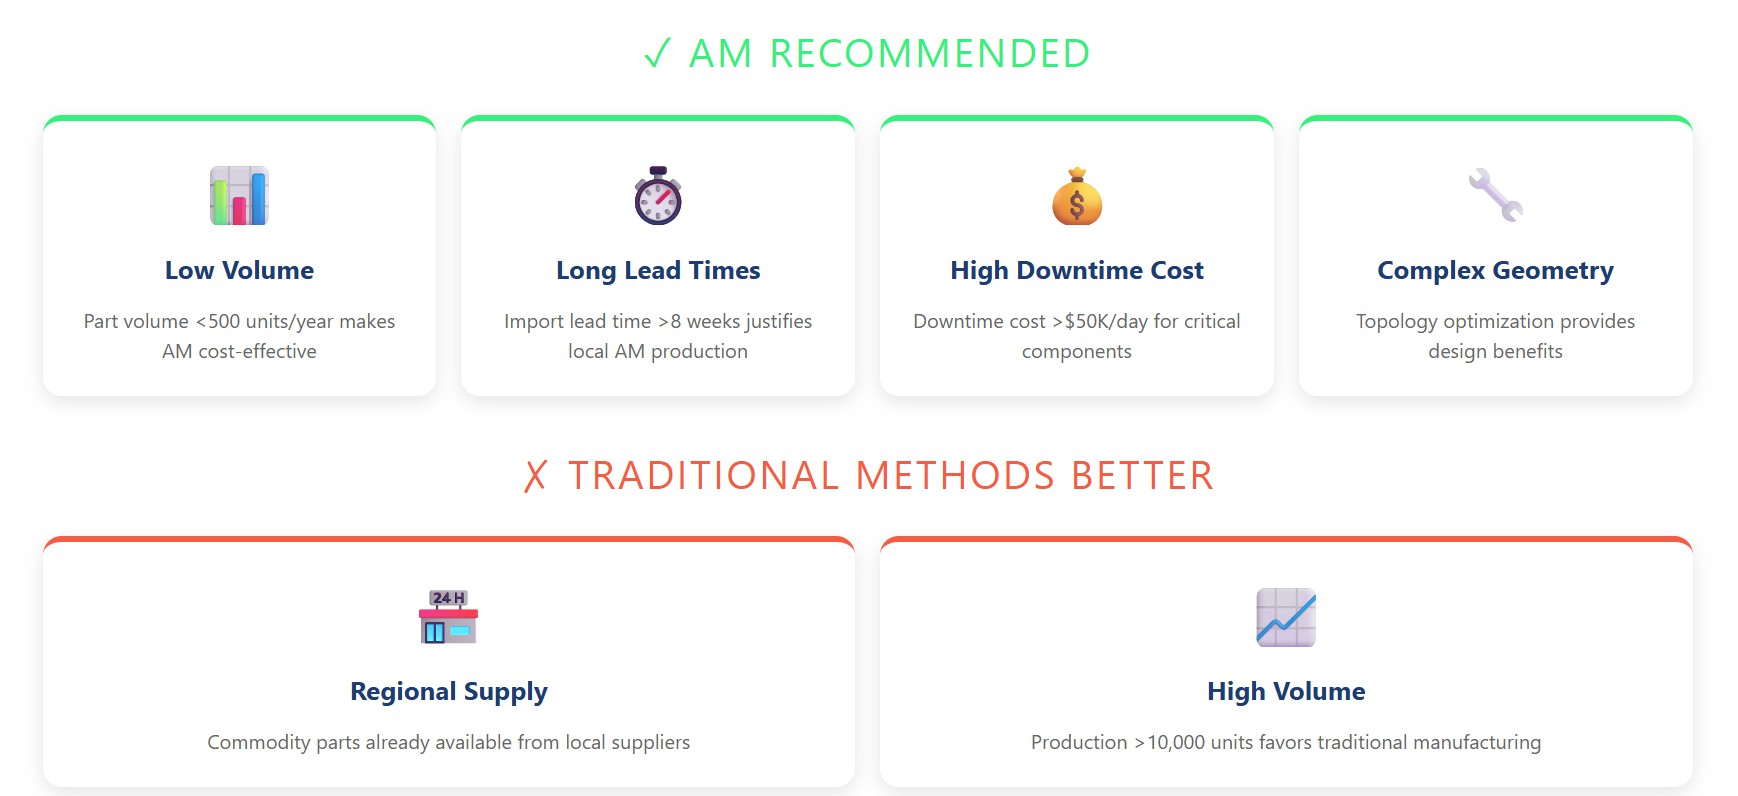 ✓ AM RECOMMENDED
Low Volume
Part volume <500 units/year makes
AM cost-effective
Long Lead Times
Import lead time >8 weeks justifies
local AM production
$
High Downtime Cost
Downtime cost >$50K/day for critical
components
Complex Geometry
Topology optimization provides
design benefits
✗ TRADITIONAL METHODS BETTER
24 H
Regional Supply
Commodity parts already available from local suppliers
High Volume
Production >10,000 units favors traditional manufacturing